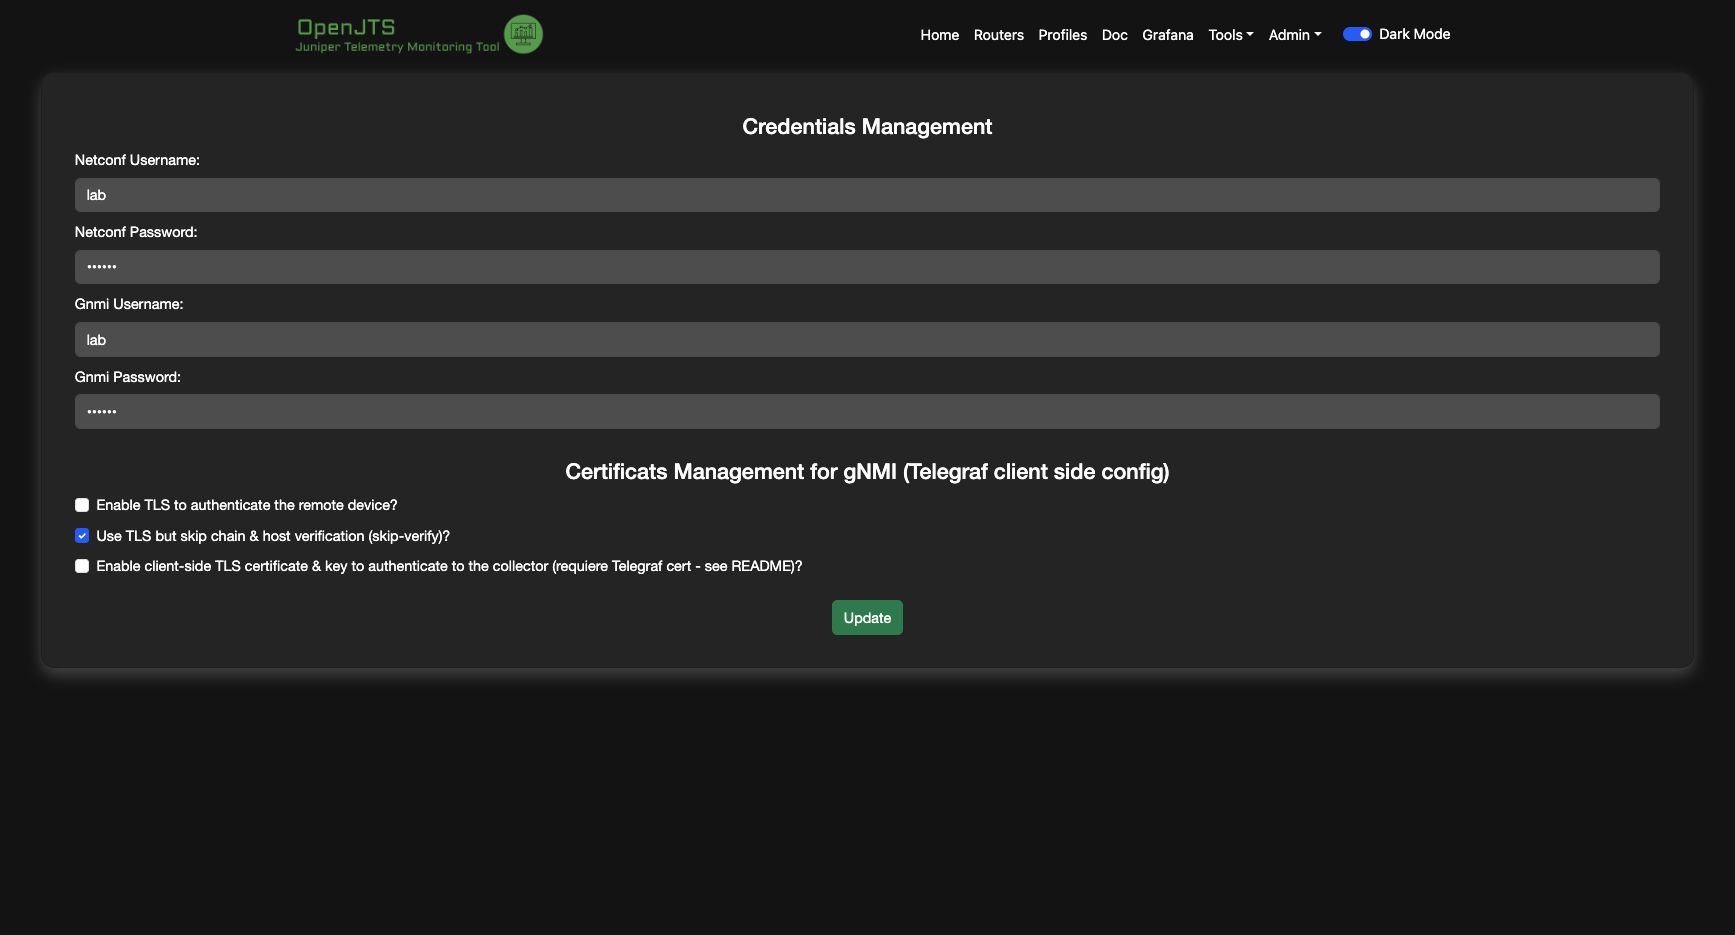 OpenJTS
Juniper Telemetry Monitoring Tool
Home Routers Profiles Doc Grafana Tools Admin Dark Mode
Credentials Management
Netconf Username:
lab
Netconf Password:
••••••
Gnmi Username:
lab
Gnmi Password:
••••••
Certificats Management for gNMI (Telegraf client side config)
Enable TLS to authenticate the remote device?
Use TLS but skip chain & host verification (skip-verify)?
Enable client-side TLS certificate & key to authenticate to the collector (requiere Telegraf cert - see README)?
Update